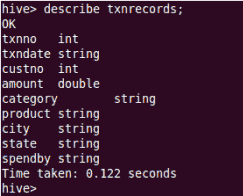 hive> describe txnrecords;
OK
txnno	int
txndate	string
custno	int
amount	double
category	string
product	string
city	string
state	string
spendby	string
Time taken: 0.122 seconds
hive>